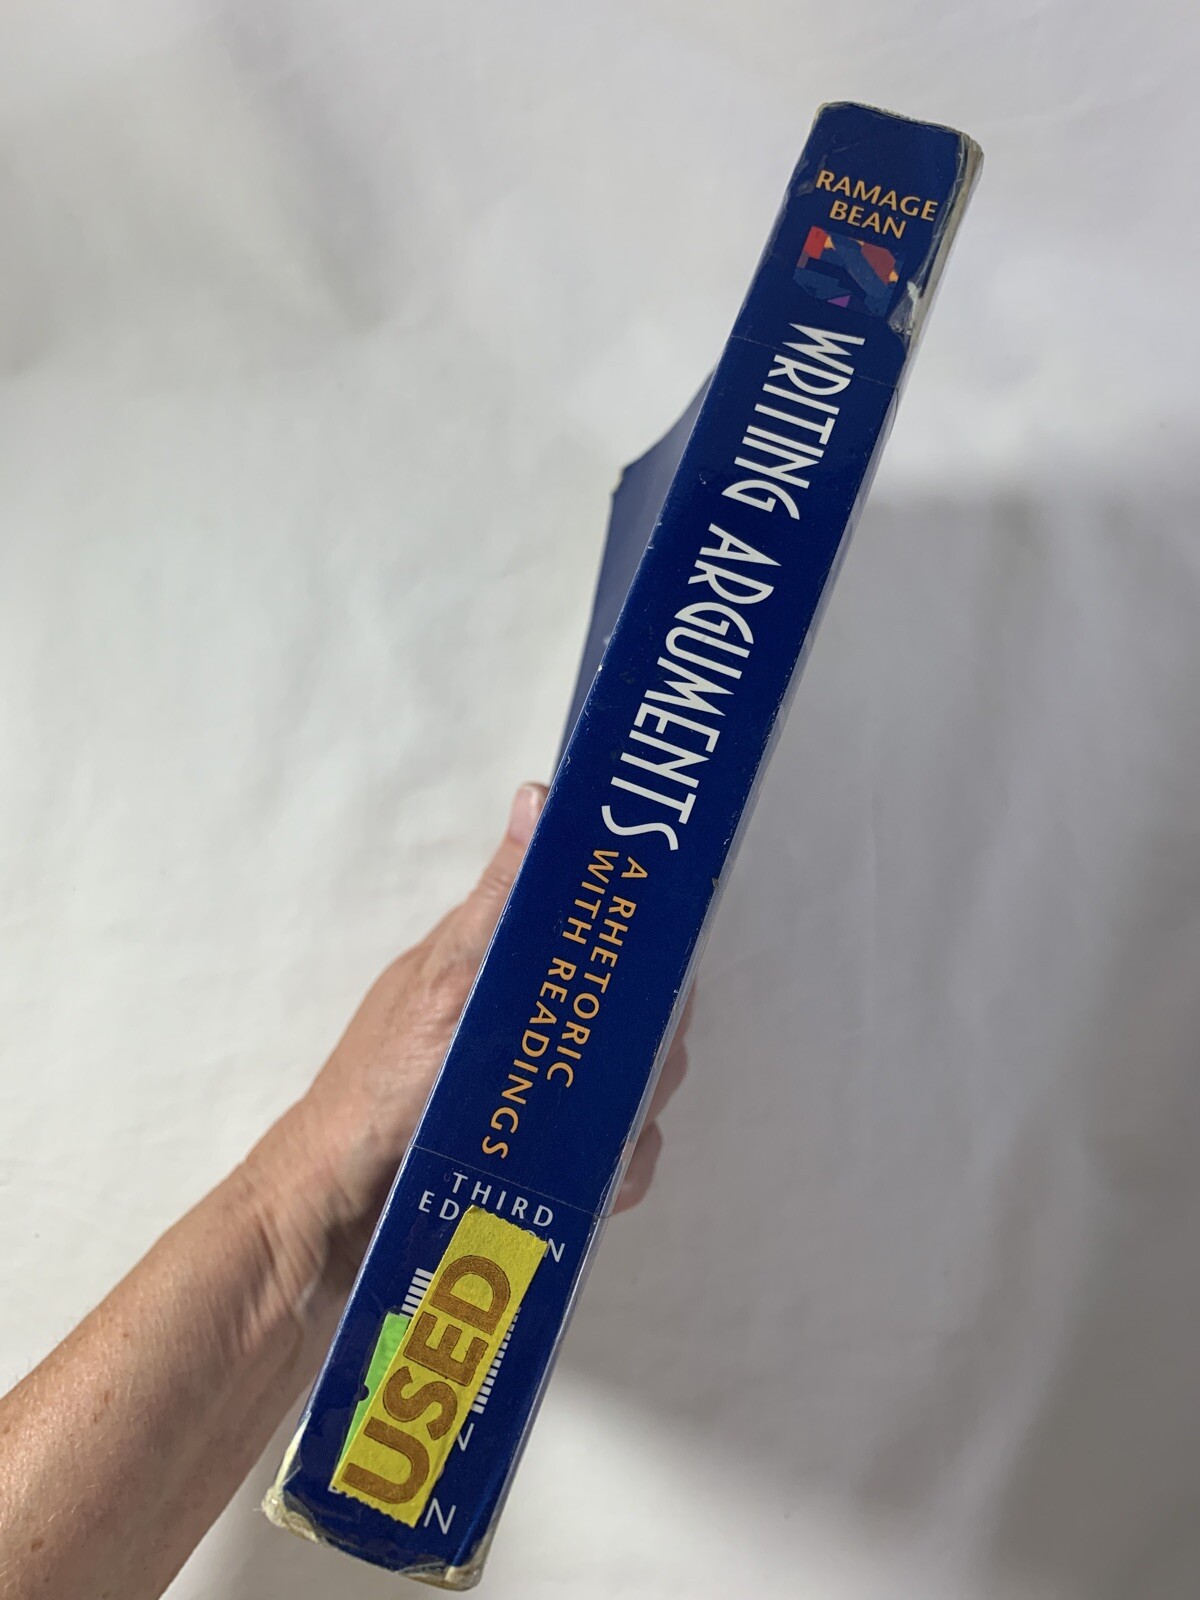 RAMAGE
BEAN
WRITING ARGUMENTS
A RHETORIC
WITH READINGS
THIRD
USED